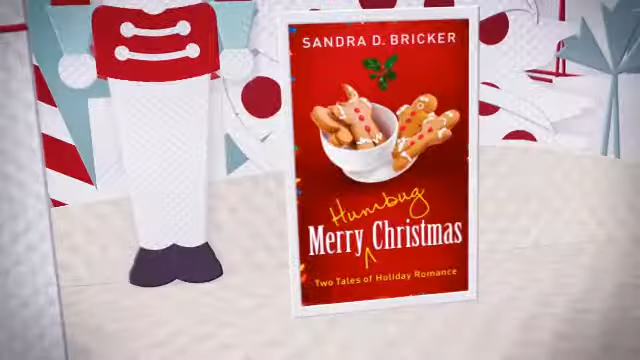 SANDRA D. BRICKER
Humbug
Merry Christmas
Two Tales of Holiday Romance